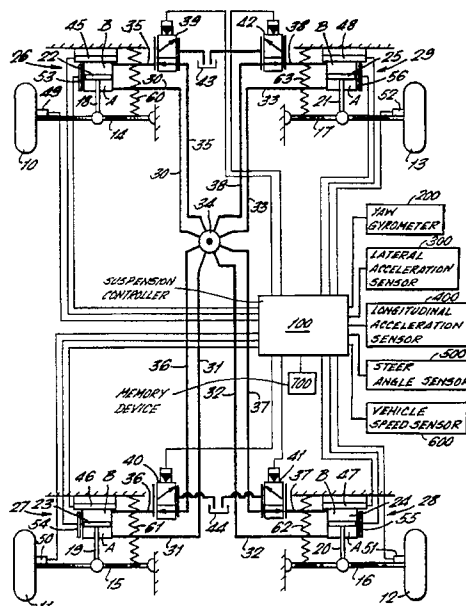 45 35 39 42 38 48
26 B 22 53 49 18 A 30 60 43 63 B 25 29 56 52 21 A 33
10 14 35 17 13
30 38 33
34
200
YAW GYROMETER
300
LATERAL ACCELERATION SENSOR
400
LONGITUDINAL ACCELERATION SENSOR
500
STEER ANGLE SENSOR
VEHICLE SPEED SENSOR
600
SUSPENSION CONTROLLER
100
700
MEMORY DEVICE
36 31 32 37
40 41
46 B 36 37 47 B
27 23 54 50 19 A 61 44 62 24 28 55 51 20 A
31 32
11 15 16 12